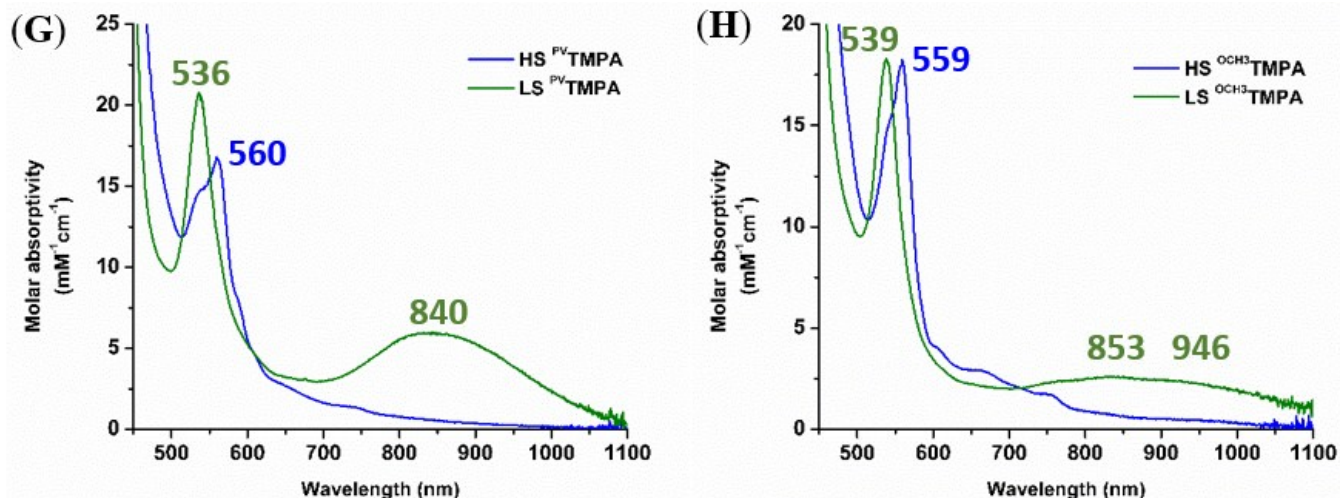 (G)
25
20
15
10
5
0
Molar absorptivity
(mM⁻¹cm⁻¹)
536
560
840
HS ᴾⱽTMPA
LS ᴾⱽTMPA
500 600 700 800 900 1000 1100
Wavelength (nm)
(H)
20
15
10
5
0
Molar absorptivity
(mM⁻¹cm⁻¹)
539
559
853 946
HS ᴼᶜᴴ³TMPA
LS ᴼᶜᴴ³TMPA
500 600 700 800 900 1000 1100
Wavelength (nm)